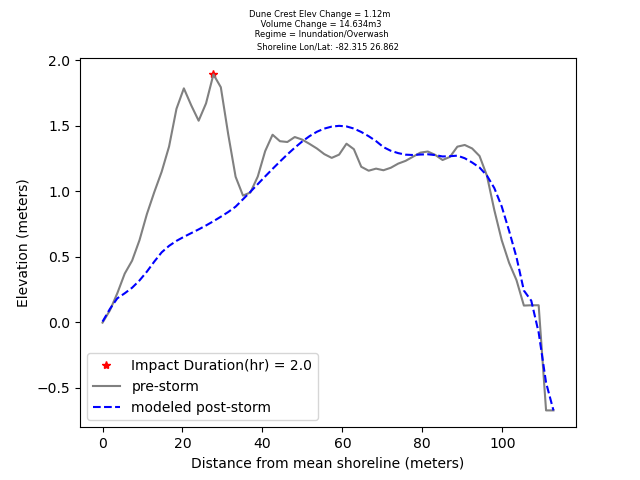 Dune Crest Elev Change = 1.12m
Volume Change = 14.634m3
Regime = Inundation/Overwash
Shoreline Lon/Lat: -82.315 26.862
2.0
1.5
1.0
0.5
0.0
−0.5
Elevation (meters)
Impact Duration(hr) = 2.0
pre-storm
modeled post-storm
0 20 40 60 80 100
Distance from mean shoreline (meters)